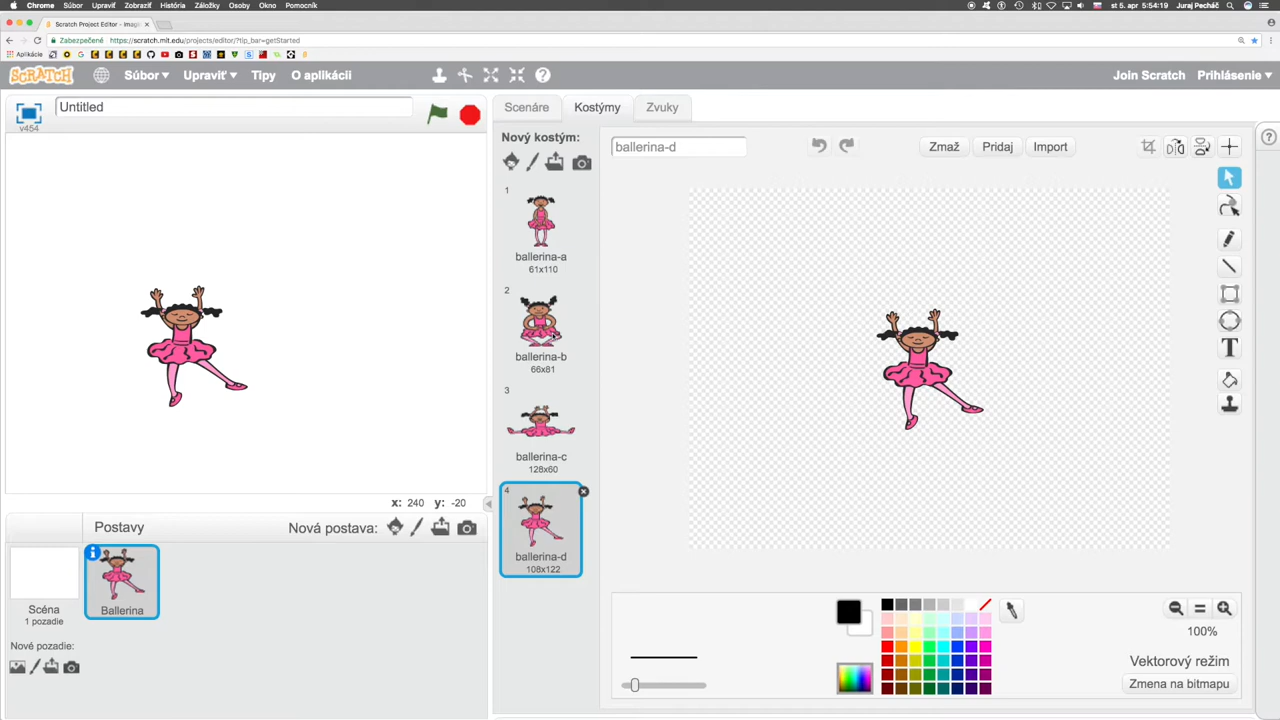 Chrome Súbor Upraviť Zobraziť História Záložky Osoby Okno Pomocník
st 5. apr 5:54:19 Juraj Pecháč
Scratch Project Editor - Imagi
Zabezpečené https://scratch.mit.edu/projects/editor/?tip_bar=getStarted
Aplikácie
SCRATCH Súbor Upraviť Tipy O aplikácii Join Scratch Prihlásenie
Untitled
v454
Scenáre Kostýmy Zvuky
Nový kostým:
ballerina-d
Zmaž Pridaj Import
1
ballerina-a
61x110
2
ballerina-b
66x81
3
ballerina-c
128x60
4
ballerina-d
108x122
x: 240 y: -20
Postavy Nová postava:
Scéna
1 pozadie
Ballerina
Nové pozadie:
T
100%
Vektorový režim
Zmena na bitmapu